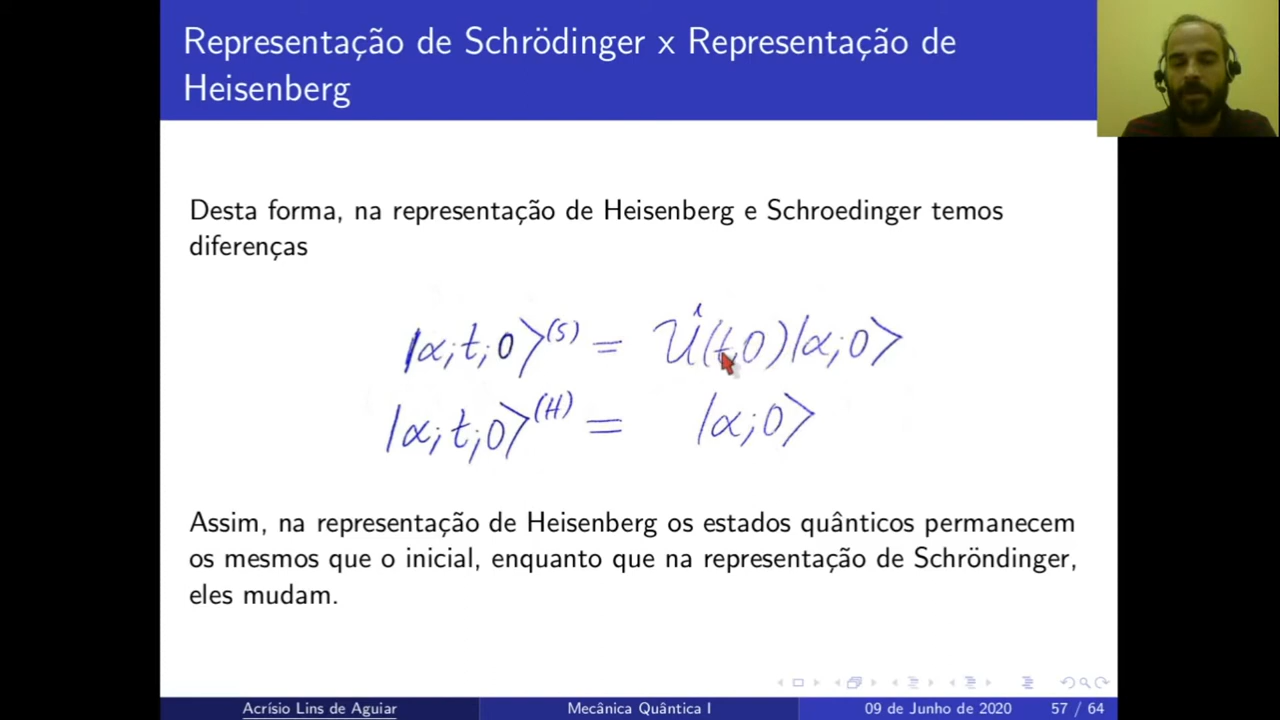 Representação de Schrödinger x Representação de
Heisenberg
Desta forma, na representação de Heisenberg e Schroedinger temos
diferenças
|α;t;0⟩^(S) = Û(t,0)|α;0⟩
|α;t;0⟩^(H) = |α;0⟩
Assim, na representação de Heisenberg os estados quânticos permanecem
os mesmos que o inicial, enquanto que na representação de Schröndinger,
eles mudam.
Acrísio Lins de Aguiar Mecânica Quântica I 09 de Junho de 2020 57 / 64